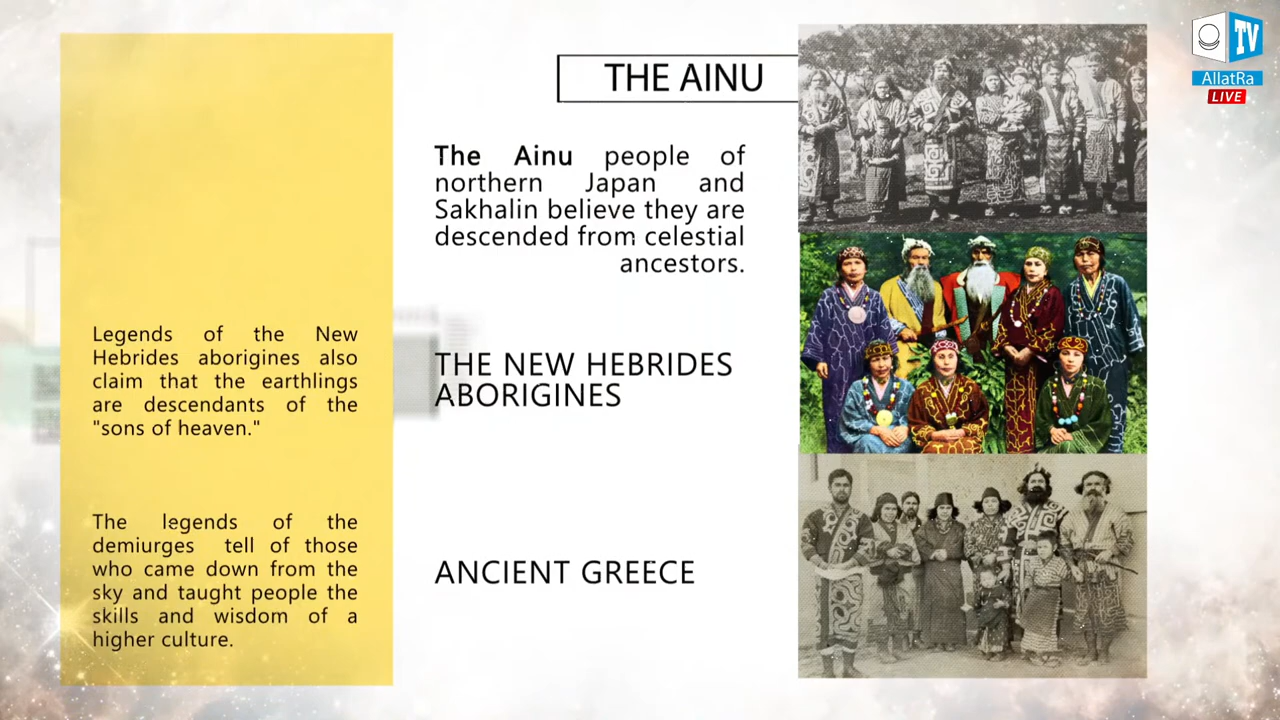 THE AINU
The Ainu people of
northern Japan and
Sakhalin believe they are
descended from celestial
ancestors.
Legends of the New
Hebrides aborigines also
claim that the earthlings
are descendants of the
"sons of heaven."
THE NEW HEBRIDES
ABORIGINES
The legends of the
demiurges tell of those
who came down from the
sky and taught people the
skills and wisdom of a
higher culture.
ANCIENT GREECE
TV
AllatRa
LIVE